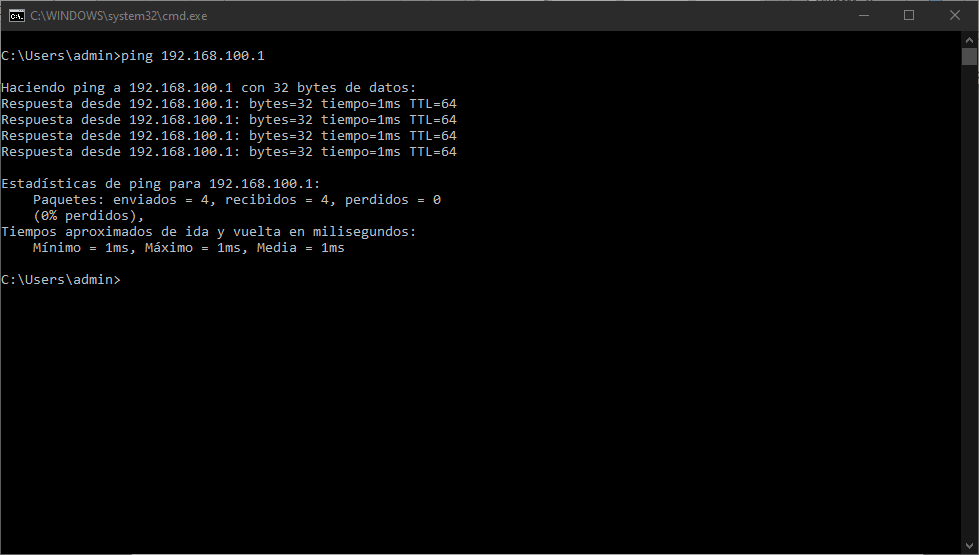 C:\WINDOWS\system32\cmd.exe
C:\Users\admin>ping 192.168.100.1
Haciendo ping a 192.168.100.1 con 32 bytes de datos:
Respuesta desde 192.168.100.1: bytes=32 tiempo=1ms TTL=64
Respuesta desde 192.168.100.1: bytes=32 tiempo=1ms TTL=64
Respuesta desde 192.168.100.1: bytes=32 tiempo=1ms TTL=64
Respuesta desde 192.168.100.1: bytes=32 tiempo=1ms TTL=64
Estadísticas de ping para 192.168.100.1:
    Paquetes: enviados = 4, recibidos = 4, perdidos = 0
    (0% perdidos),
Tiempos aproximados de ida y vuelta en milisegundos:
    Mínimo = 1ms, Máximo = 1ms, Media = 1ms
C:\Users\admin>